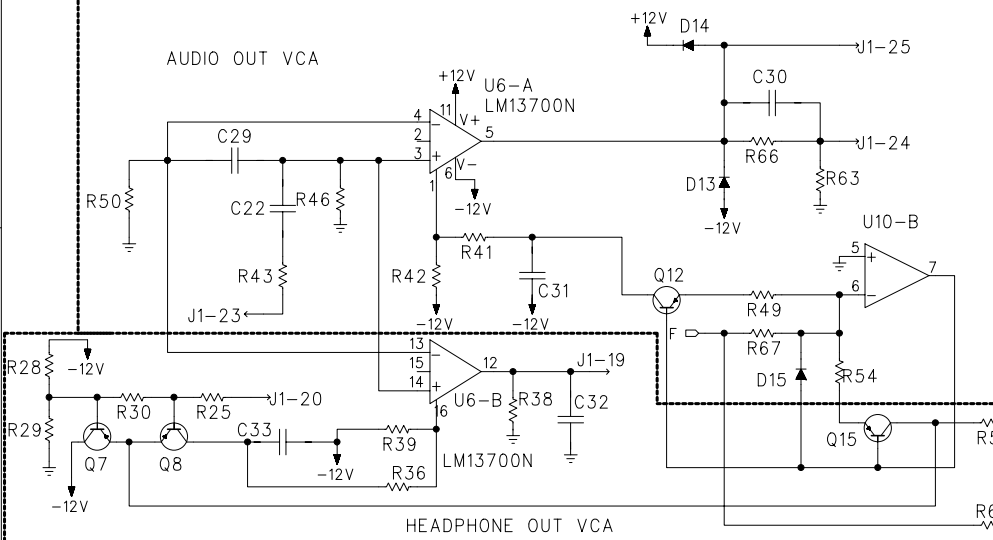 +12V
D14
J1-25
AUDIO OUT VCA
+12V
U6-A
LM13700N
C30
4
11
V+
2
5
3
V-
6
1
C29
R66
J1-24
R50
C22
R46
-12V
D13
R63
-12V
U10-B
R43
R42
R41
C31
5
7
6
Q12
R49
J1-23
-12V
-12V
F
R67
R28
-12V
13
15
14
12
J1-19
16
U6-B
R38
C32
D15
R54
R30
R25
J1-20
R29
Q7
Q8
C33
-12V
R39
R36
LM13700N
Q15
R5
-12V
R6
HEADPHONE OUT VCA